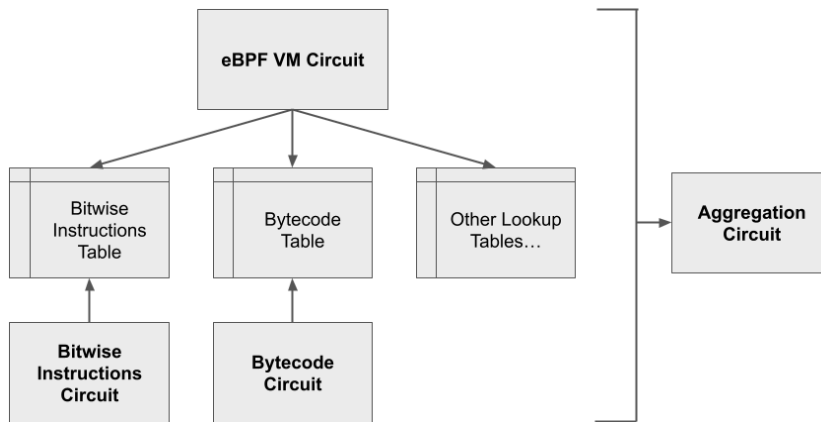 eBPF VM Circuit
Bitwise
Instructions
Table
Bytecode
Table
Other Lookup
Tables…
Aggregation
Circuit
Bitwise
Instructions
Circuit
Bytecode
Circuit